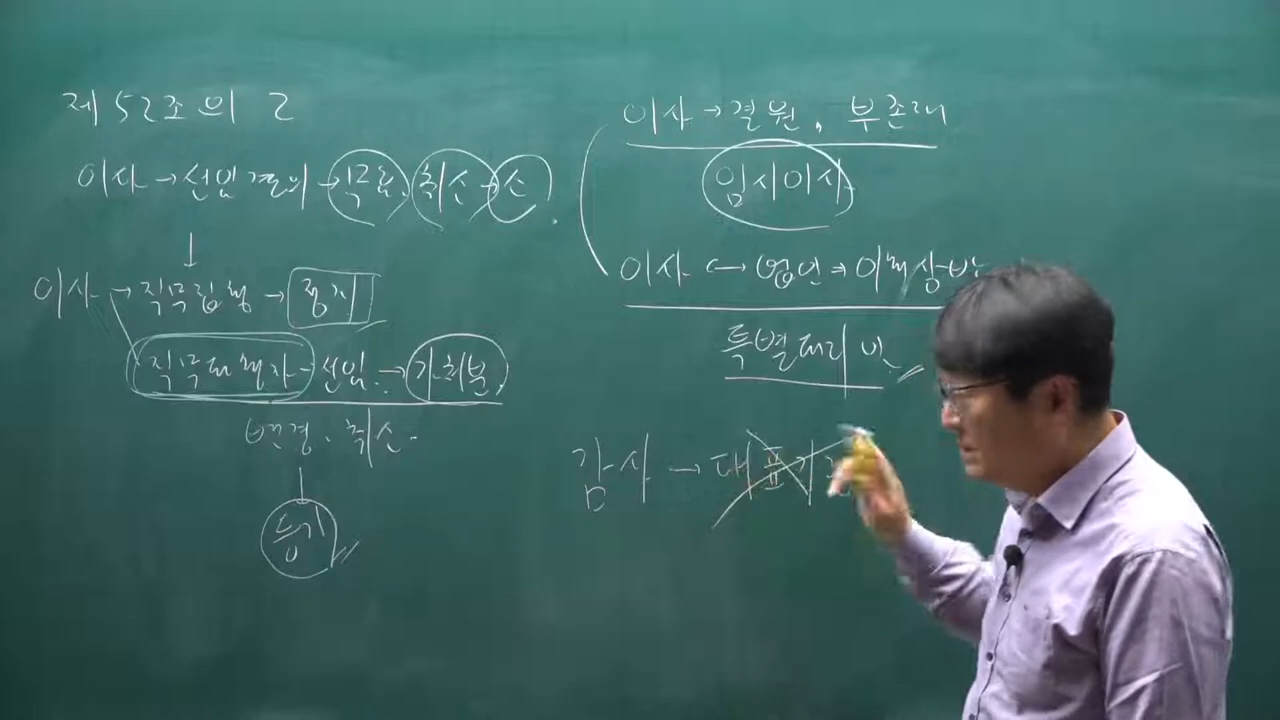 제 52조의 2
이사 → 선임결의 → 무효, 취소 → 소.
↓
이사 → 직무집행 → 정지
직무대행자 - 선임. → 가처분.
변경. 취소.
등기
이사 → 결원, 부존재
임시이사
이사 ↔ 법인 ⇒ 이해상반
특별대리인
감사 → 대표기관